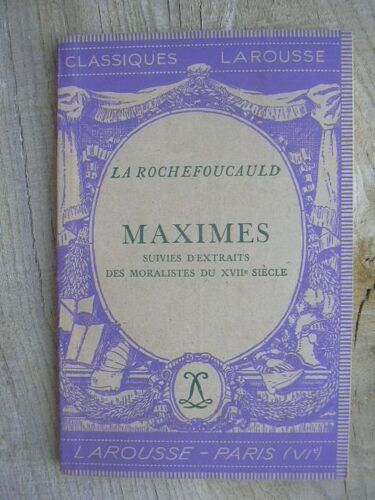 CLASSIQUES LAROUSSE
LA ROCHEFOUCAULD
MAXIMES
SUIVIES D'EXTRAITS
DES MORALISTES DU XVIIe SIÈCLE
LAROUSSE - PARIS (VIe)